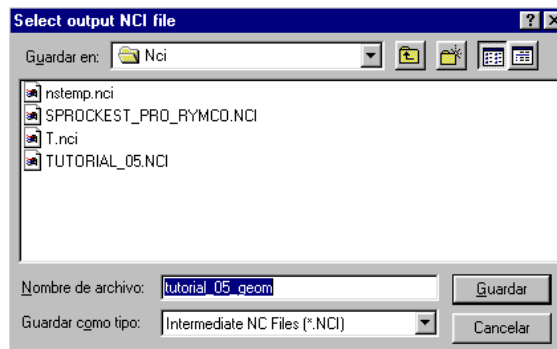 Select output NCI file
Guardar en: Nci
nstemp.nci
SPROCKEST_PRO_RYMCO.NCI
T.nci
TUTORIAL_05.NCI
Nombre de archivo: tutorial_05_geom Guardar
Guardar como tipo: Intermediate NC Files (*.NCI) Cancelar